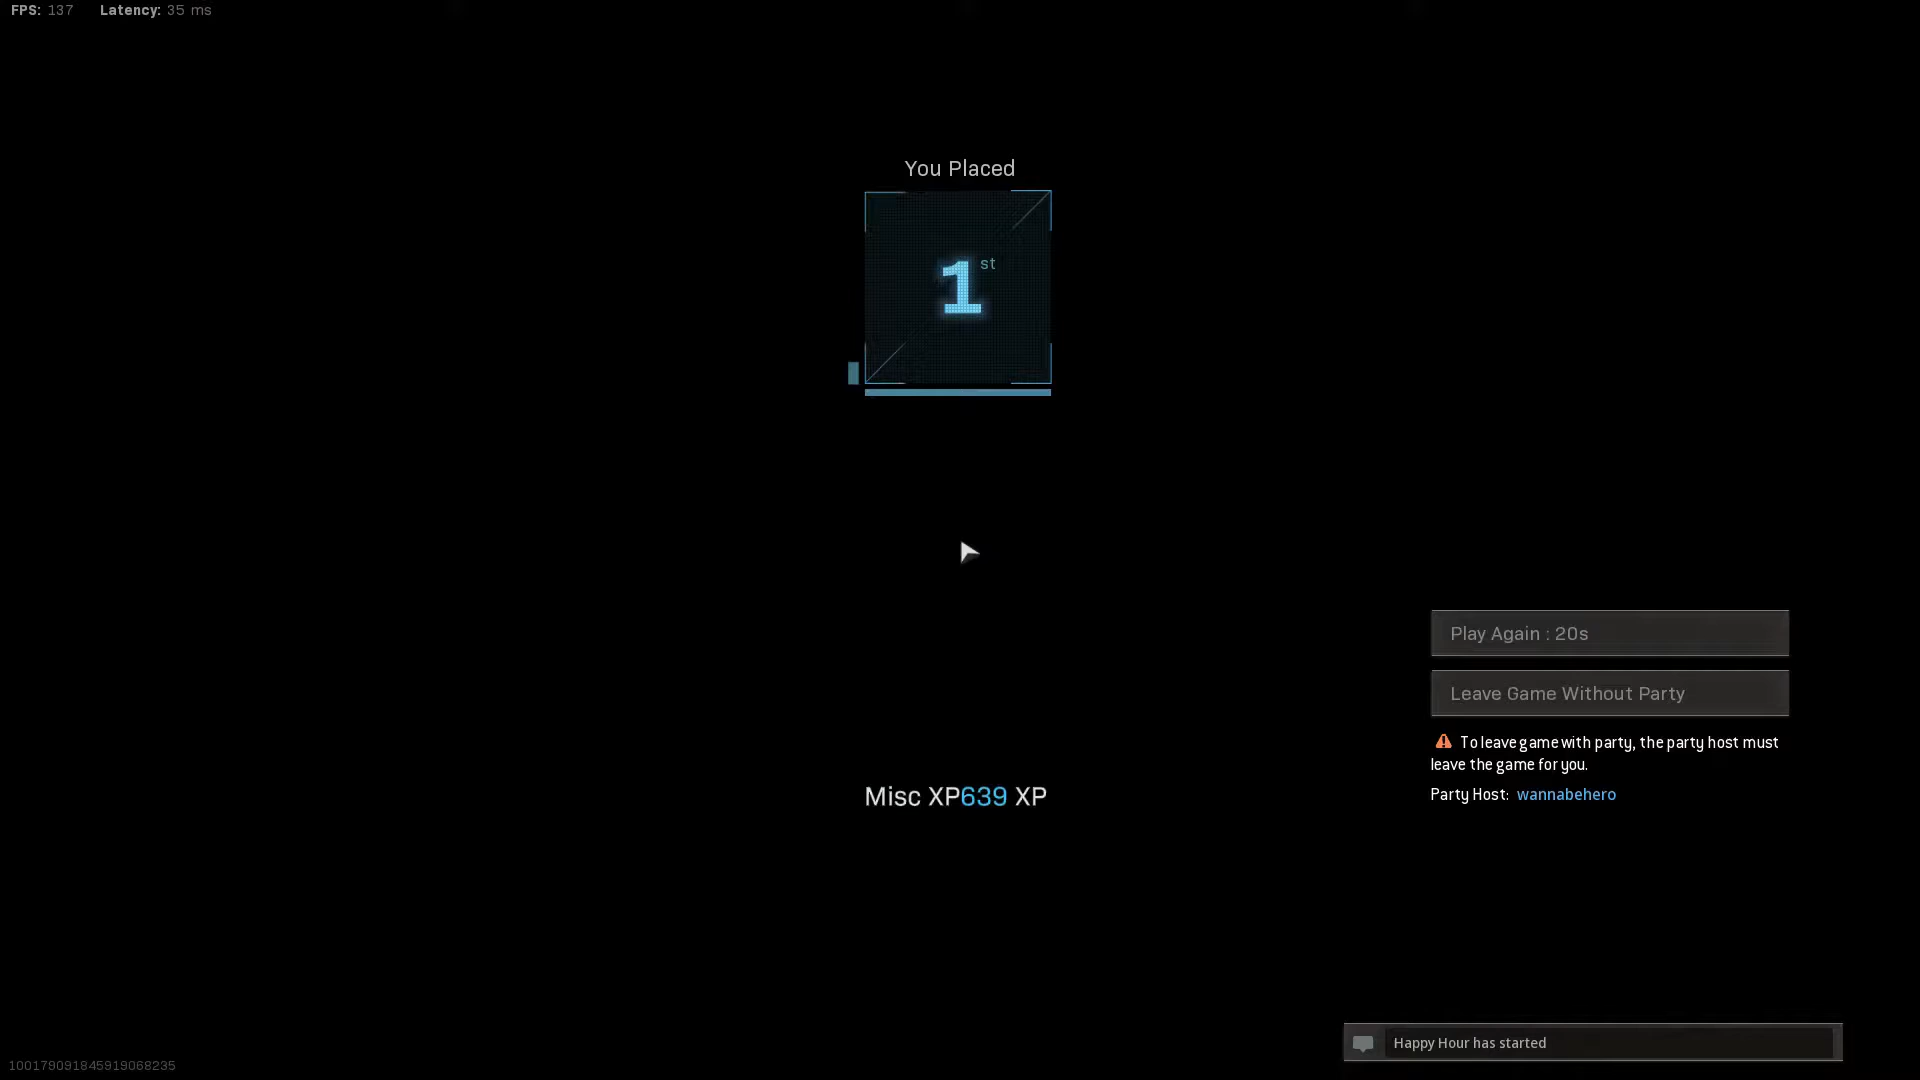 FPS: 137 Latency: 35 ms
You Placed
1st
Play Again : 20s
Leave Game Without Party
To leave game with party, the party host must
leave the game for you.
Party Host: wannabehero
Misc XP639 XP
Happy Hour has started
100179091845919068235